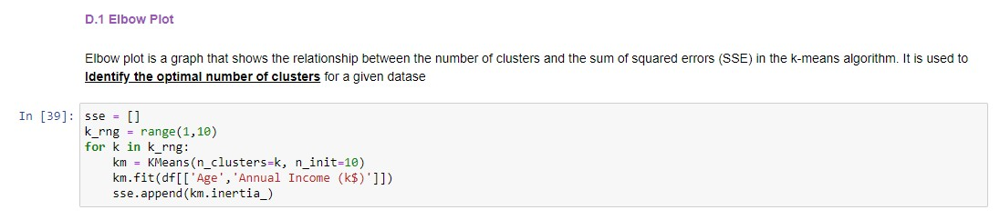 D.1 Elbow Plot
Elbow plot is a graph that shows the relationship between the number of clusters and the sum of squared errors (SSE) in the k-means algorithm. It is used to
Identify the optimal number of clusters for a given datase
In [39]: sse = []
k_rng = range(1,10)
for k in k_rng:
    km = KMeans(n_clusters=k, n_init=10)
    km.fit(df[['Age','Annual Income (k$)']])
    sse.append(km.inertia_)